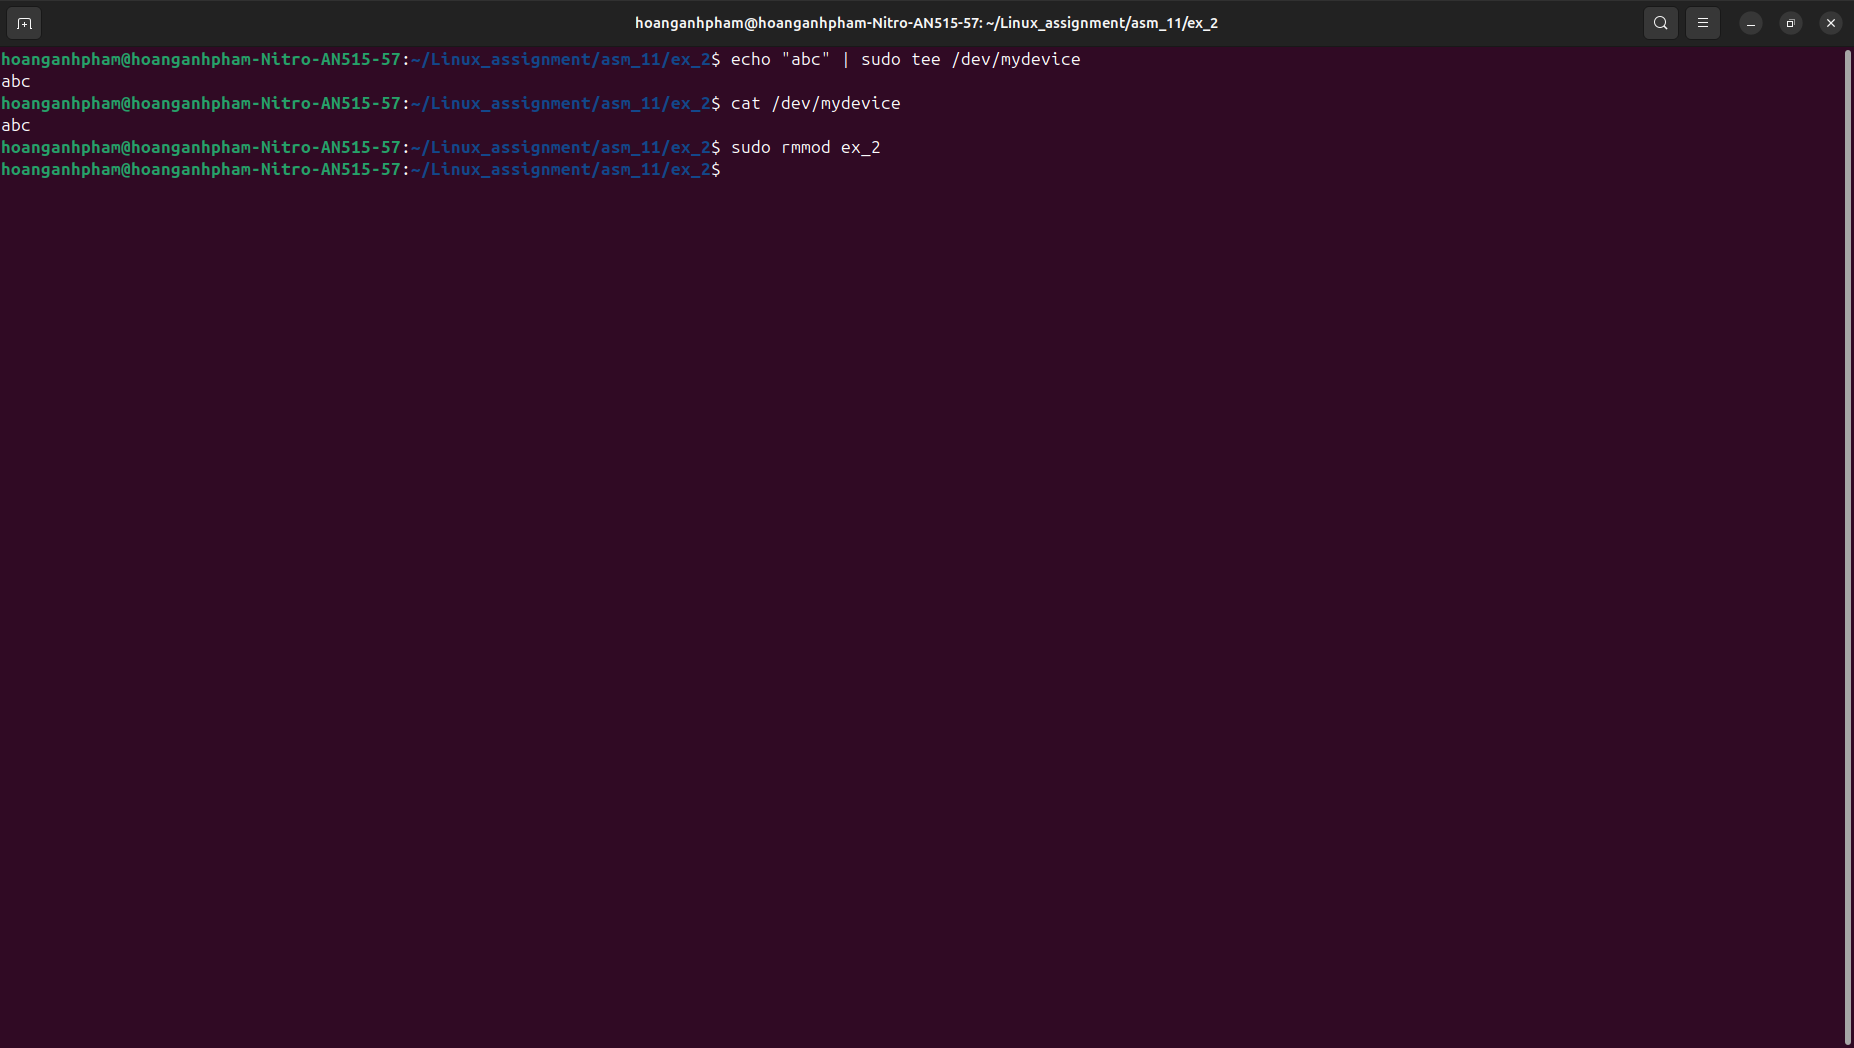 hoanganhpham@hoanganhpham-Nitro-AN515-57: ~/Linux_assignment/asm_11/ex_2
hoanganhpham@hoanganhpham-Nitro-AN515-57:~/Linux_assignment/asm_11/ex_2$ echo "abc" | sudo tee /dev/mydevice
abc
hoanganhpham@hoanganhpham-Nitro-AN515-57:~/Linux_assignment/asm_11/ex_2$ cat /dev/mydevice
abc
hoanganhpham@hoanganhpham-Nitro-AN515-57:~/Linux_assignment/asm_11/ex_2$ sudo rmmod ex_2
hoanganhpham@hoanganhpham-Nitro-AN515-57:~/Linux_assignment/asm_11/ex_2$